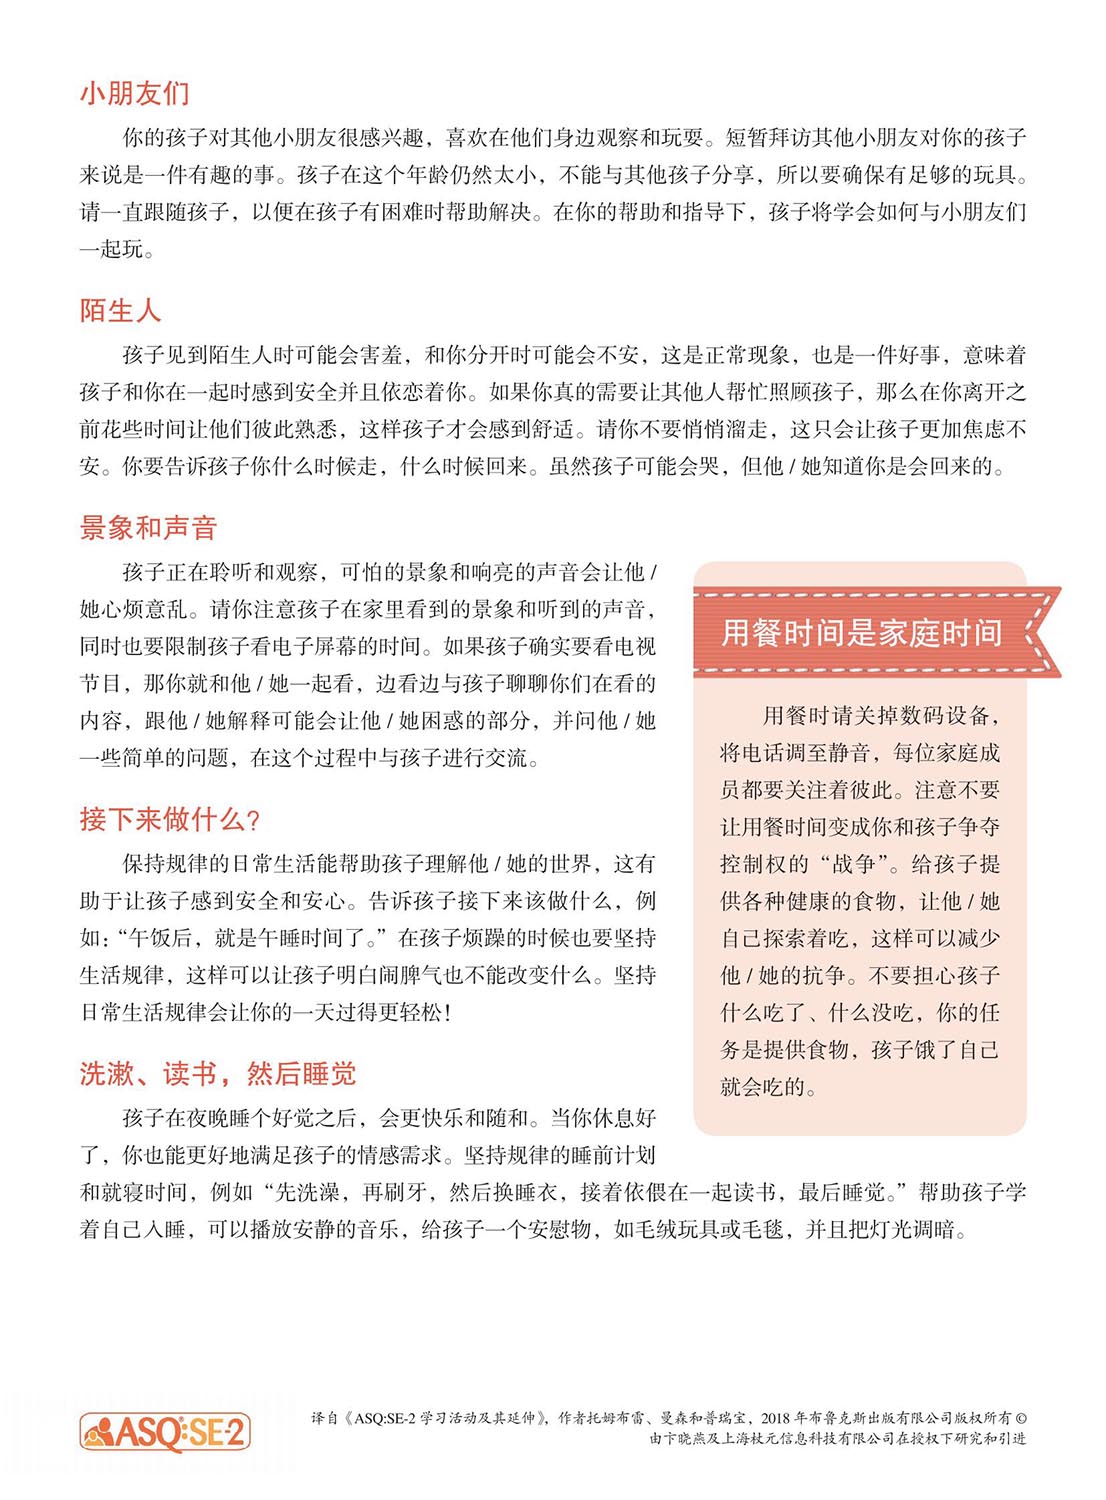 小朋友们
你的孩子对其他小朋友很感兴趣，喜欢在他们身边观察和玩耍。短暂拜访其他小朋友对你的孩子
来说是一件有趣的事。孩子在这个年龄仍然太小，不能与其他孩子分享，所以要确保有足够的玩具。
请一直跟随孩子，以便在孩子有困难时帮助解决。在你的帮助和指导下，孩子将学会如何与小朋友们
一起玩。
陌生人
孩子见到陌生人时可能会害羞，和你分开时可能会不安，这是正常现象，也是一件好事，意味着
孩子和你在一起时感到安全并且依恋着你。如果你真的需要让其他人帮忙照顾孩子，那么在你离开之
前花些时间让他们彼此熟悉，这样孩子才会感到舒适。请你不要悄悄溜走，这只会让孩子更加焦虑不
安。你要告诉孩子你什么时候走，什么时候回来。虽然孩子可能会哭，但他 / 她知道你是会回来的。
景象和声音
孩子正在聆听和观察，可怕的景象和响亮的声音会让他 /
她心烦意乱。请你注意孩子在家里看到的景象和听到的声音，
同时也要限制孩子看电子屏幕的时间。如果孩子确实要看电视
节目，那你就和他 / 她一起看，边看边与孩子聊聊你们在看的
内容，跟他 / 她解释可能会让他 / 她困惑的部分，并问他 / 她
一些简单的问题，在这个过程中与孩子进行交流。
接下来做什么？
保持规律的日常生活能帮助孩子理解他 / 她的世界，这有
助于让孩子感到安全和安心。告诉孩子接下来该做什么，例
如：“午饭后，就是午睡时间了。”在孩子烦躁的时候也要坚持
生活规律，这样可以让孩子明白闹脾气也不能改变什么。坚持
日常生活规律会让你的一天过得更轻松！
洗漱、读书，然后睡觉
孩子在夜晚睡个好觉之后，会更快乐和随和。当你休息好
了，你也能更好地满足孩子的情感需求。坚持规律的睡前计划
和就寝时间，例如“先洗澡，再刷牙，然后换睡衣，接着依偎在一起读书，最后睡觉。”帮助孩子学
着自己入睡，可以播放安静的音乐，给孩子一个安慰物，如毛绒玩具或毛毯，并且把灯光调暗。
用餐时间是家庭时间
用餐时请关掉数码设备，
将电话调至静音，每位家庭成
员都要关注着彼此。注意不要
让用餐时间变成你和孩子争夺
控制权的“战争”。给孩子提
供各种健康的食物，让他 / 她
自己探索着吃，这样可以减少
他 / 她的抗争。不要担心孩子
什么吃了、什么没吃，你的任
务是提供食物，孩子饿了自己
就会吃的。
ASQ:SE-2
译自《ASQ:SE-2 学习活动及其延伸》，作者托姆布雷、曼森和普瑞宝，2018 年布鲁克斯出版有限公司版权所有 ©
由卞晓燕及上海杖元信息科技有限公司在授权下研究和引进